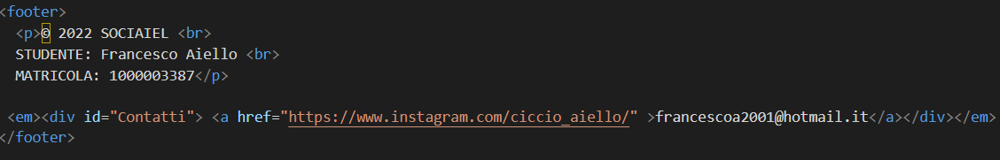 <footer>
<p>© 2022 SOCIAIEL <br>
STUDENTE: Francesco Aiello <br>
MATRICOLA: 1000003387</p>
<em><div id="Contatti"> <a href="https://www.instagram.com/ciccio_aiello/" >francescoa2001@hotmail.it</a></div></em>
</footer>